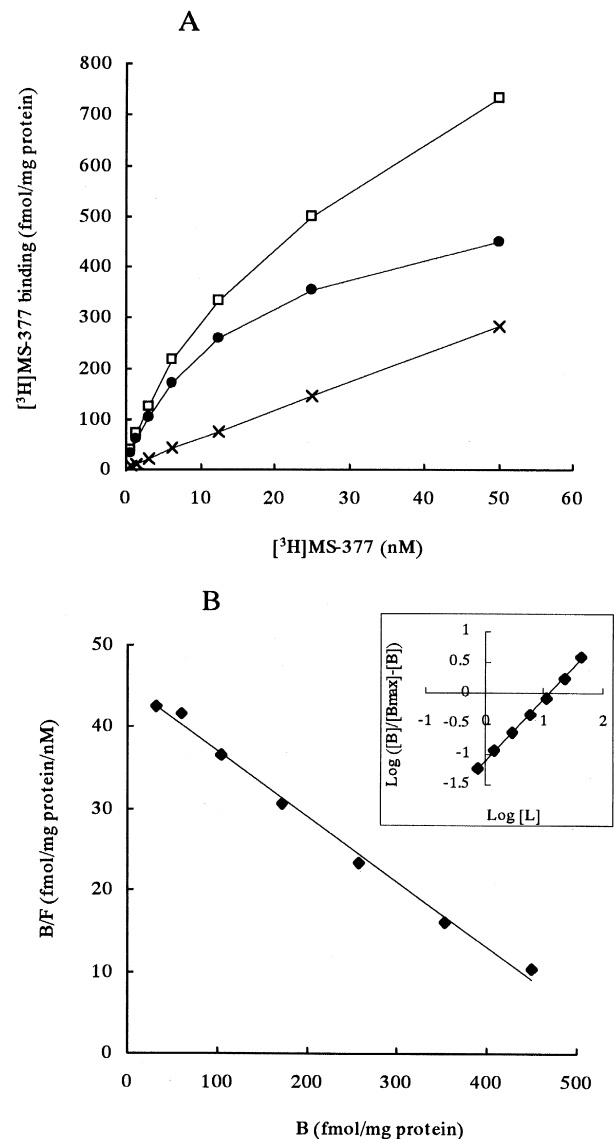 A
[³H]MS-377 binding (fmol/mg protein)
800
700
600
500
400
300
200
100
0
0 10 20 30 40 50 60
[³H]MS-377 (nM)
B
B/F (fmol/mg protein/nM)
50
40
30
20
10
0
0 100 200 300 400 500
B (fmol/mg protein)
Log ([B]/[Bmax]-[B])
1
0.5
0
-0.5
-1
-1.5
-1 0 1 2
Log [L]